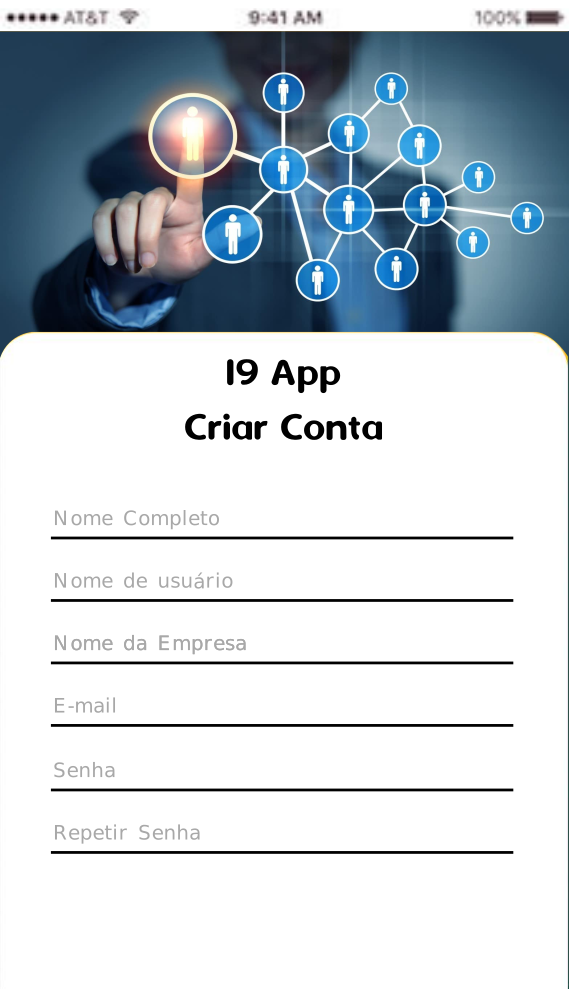 AT&T 9:41 AM 100%
I9 App
Criar Conta
Nome Completo
Nome de usuário
Nome da Empresa
E-mail
Senha
Repetir Senha